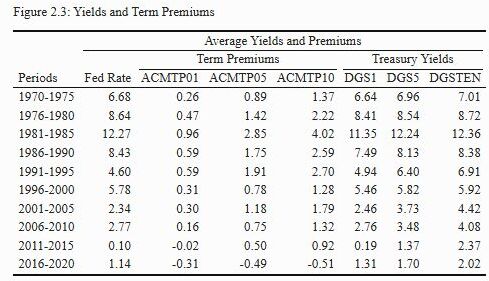 Figure 2.3: Yields and Term Premiums
Average Yields and Premiums
Term Premiums Treasury Yields
Periods Fed Rate ACMTP01 ACMTP05 ACMTP10 DGS1 DGS5 DGSTEN
1970-1975 6.68 0.26 0.89 1.37 6.64 6.96 7.01
1976-1980 8.64 0.47 1.42 2.22 8.41 8.54 8.72
1981-1985 12.27 0.96 2.85 4.02 11.35 12.24 12.36
1986-1990 8.43 0.59 1.75 2.59 7.49 8.13 8.38
1991-1995 4.60 0.59 1.91 2.70 4.94 6.40 6.91
1996-2000 5.78 0.31 0.78 1.28 5.46 5.82 5.92
2001-2005 2.34 0.30 1.18 1.79 2.46 3.73 4.42
2006-2010 2.77 0.16 0.75 1.32 2.76 3.48 4.08
2011-2015 0.10 -0.02 0.50 0.92 0.19 1.37 2.37
2016-2020 1.14 -0.31 -0.49 -0.51 1.31 1.70 2.02